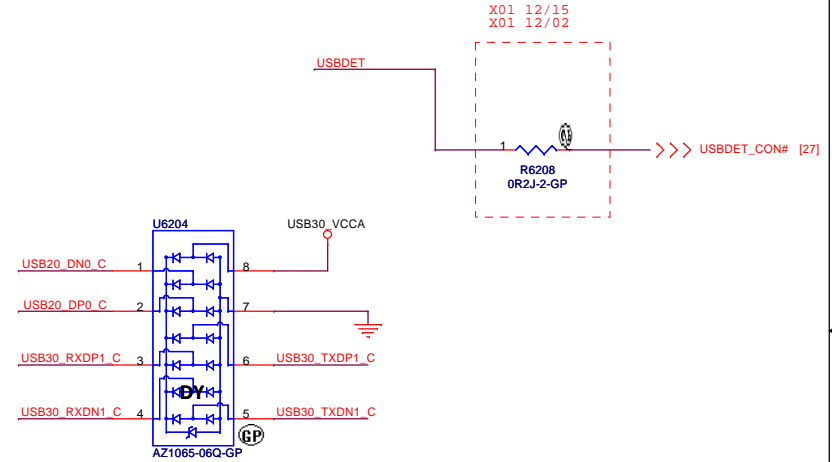 X01 12/15
X01 12/02
USBDET
1
USBDET_CON# [27]
R6208
0R2J-2-GP
U6204
USB30_VCCA
USB20_DN0_C 1 8
USB20_DP0_C 2 7
USB30_RXDP1_C 3 6 USB30_TXDP1_C
DY
USB30_RXDN1_C 4 5 USB30_TXDN1_C
GP
AZ1065-06Q-GP